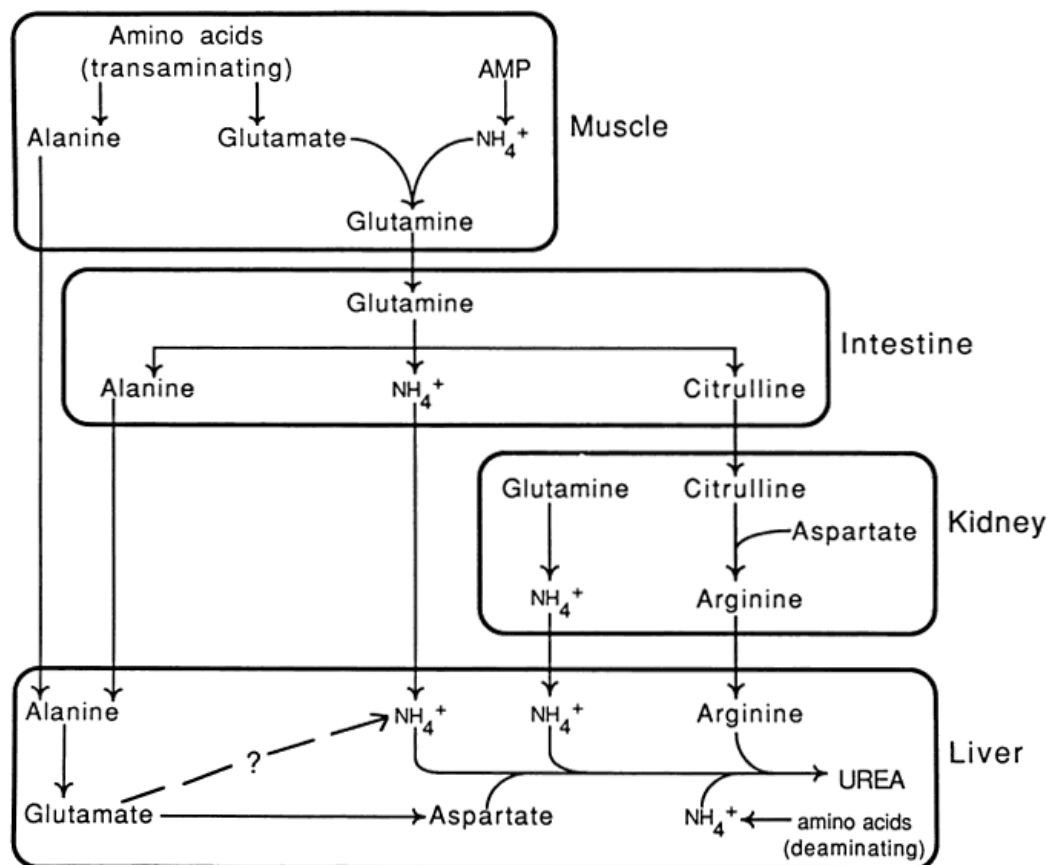 Amino acids
(transaminating)
AMP
Alanine
Glutamate
NH4+
Muscle
Glutamine
Glutamine
Intestine
Alanine
NH4+
Citrulline
Glutamine
Citrulline
Kidney
Aspartate
NH4+
Arginine
Alanine
NH4+
NH4+
Arginine
?
Liver
UREA
Glutamate
Aspartate
NH4+
amino acids
(deaminating)